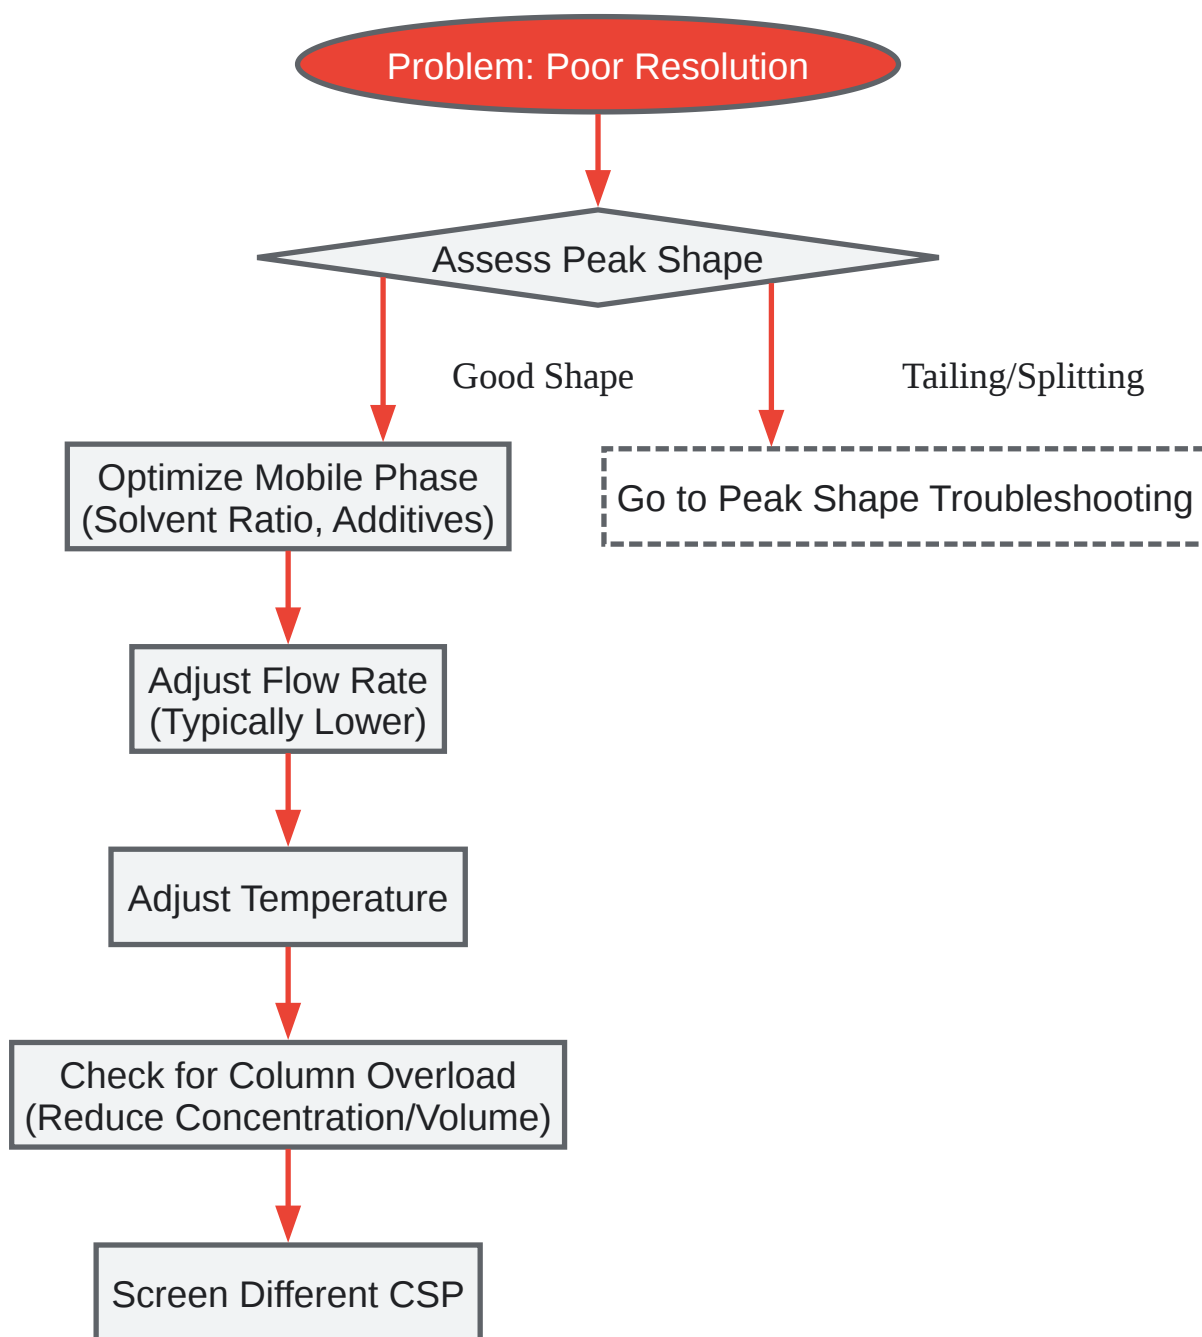 Problem: Poor Resolution
Assess Peak Shape
Good Shape
Tailing/Splitting
Optimize Mobile Phase
(Solvent Ratio, Additives)
Go to Peak Shape Troubleshooting
Adjust Flow Rate
(Typically Lower)
Adjust Temperature
Check for Column Overload
(Reduce Concentration/Volume)
Screen Different CSP